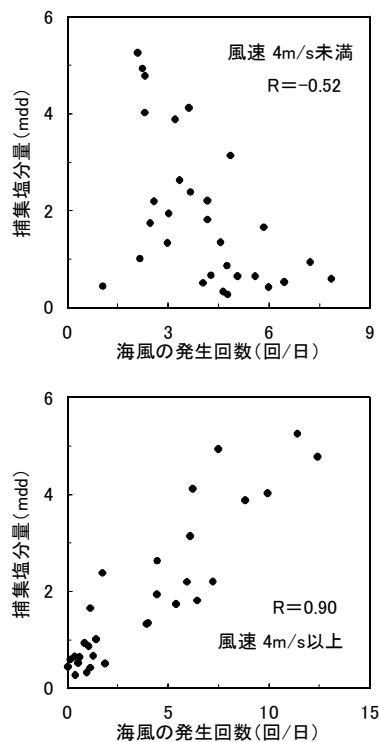 6
風速 4m/s未満
R=-0.52
4
捕集塩分量(mdd)
2
0
0 3 6 9
海風の発生回数(回/日)
6
4
捕集塩分量(mdd)
2
R=0.90
風速 4m/s以上
0
0 5 10 15
海風の発生回数(回/日)